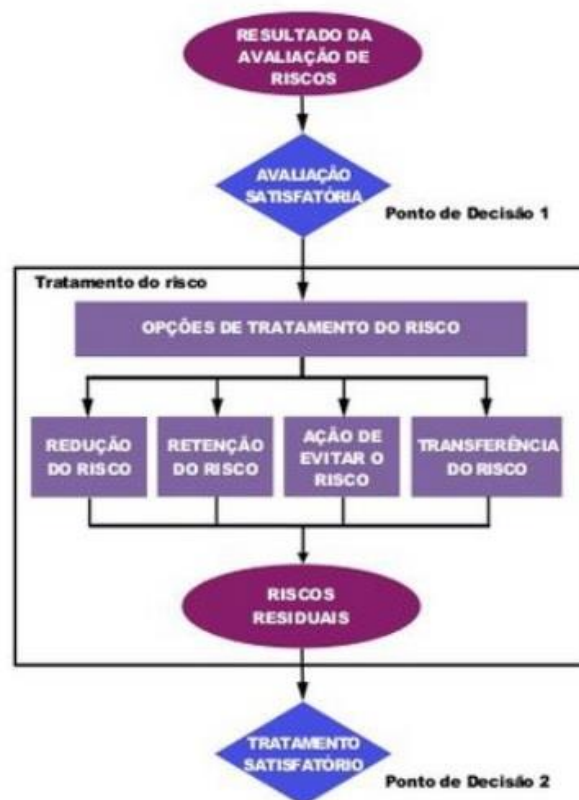 RESULTADO DA
AVALIAÇÃO DE
RISCOS
AVALIAÇÃO
SATISFATÓRIA
Ponto de Decisão 1
Tratamento do risco
OPÇÕES DE TRATAMENTO DO RISCO
REDUÇÃO
DO RISCO
RETENÇÃO
DO RISCO
AÇÃO DE
EVITAR O
RISCO
TRANSFERÊNCIA
DO RISCO
RISCOS
RESIDUAIS
TRATAMENTO
SATISFATÓRIO
Ponto de Decisão 2